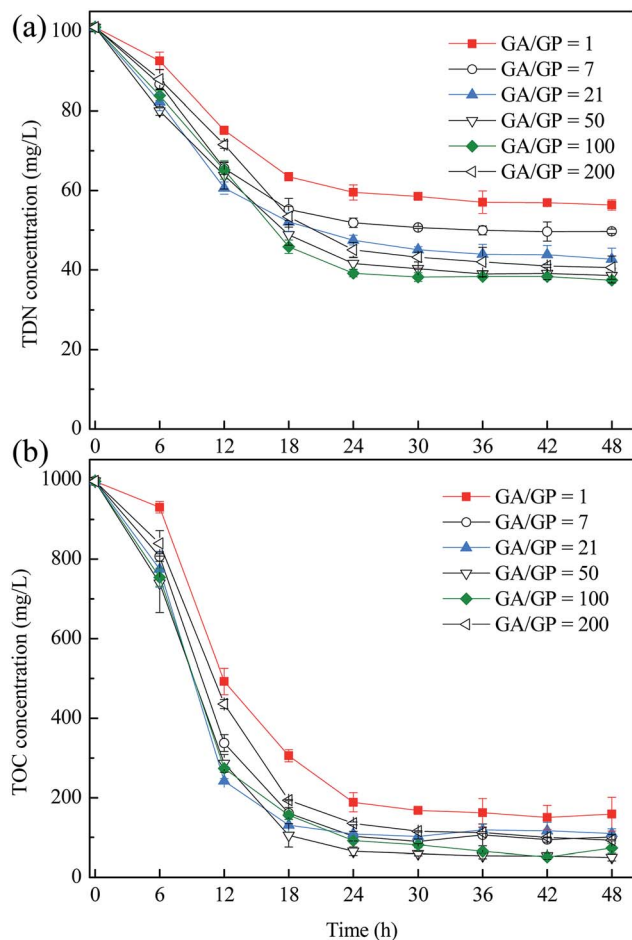 (a)
100
80
60
40
20
0
TDN concentration (mg/L)
GA/GP = 1
GA/GP = 7
GA/GP = 21
GA/GP = 50
GA/GP = 100
GA/GP = 200
0 6 12 18 24 30 36 42 48
(b)
1000
800
600
400
200
0
TOC concentration (mg/L)
GA/GP = 1
GA/GP = 7
GA/GP = 21
GA/GP = 50
GA/GP = 100
GA/GP = 200
0 6 12 18 24 30 36 42 48
Time (h)